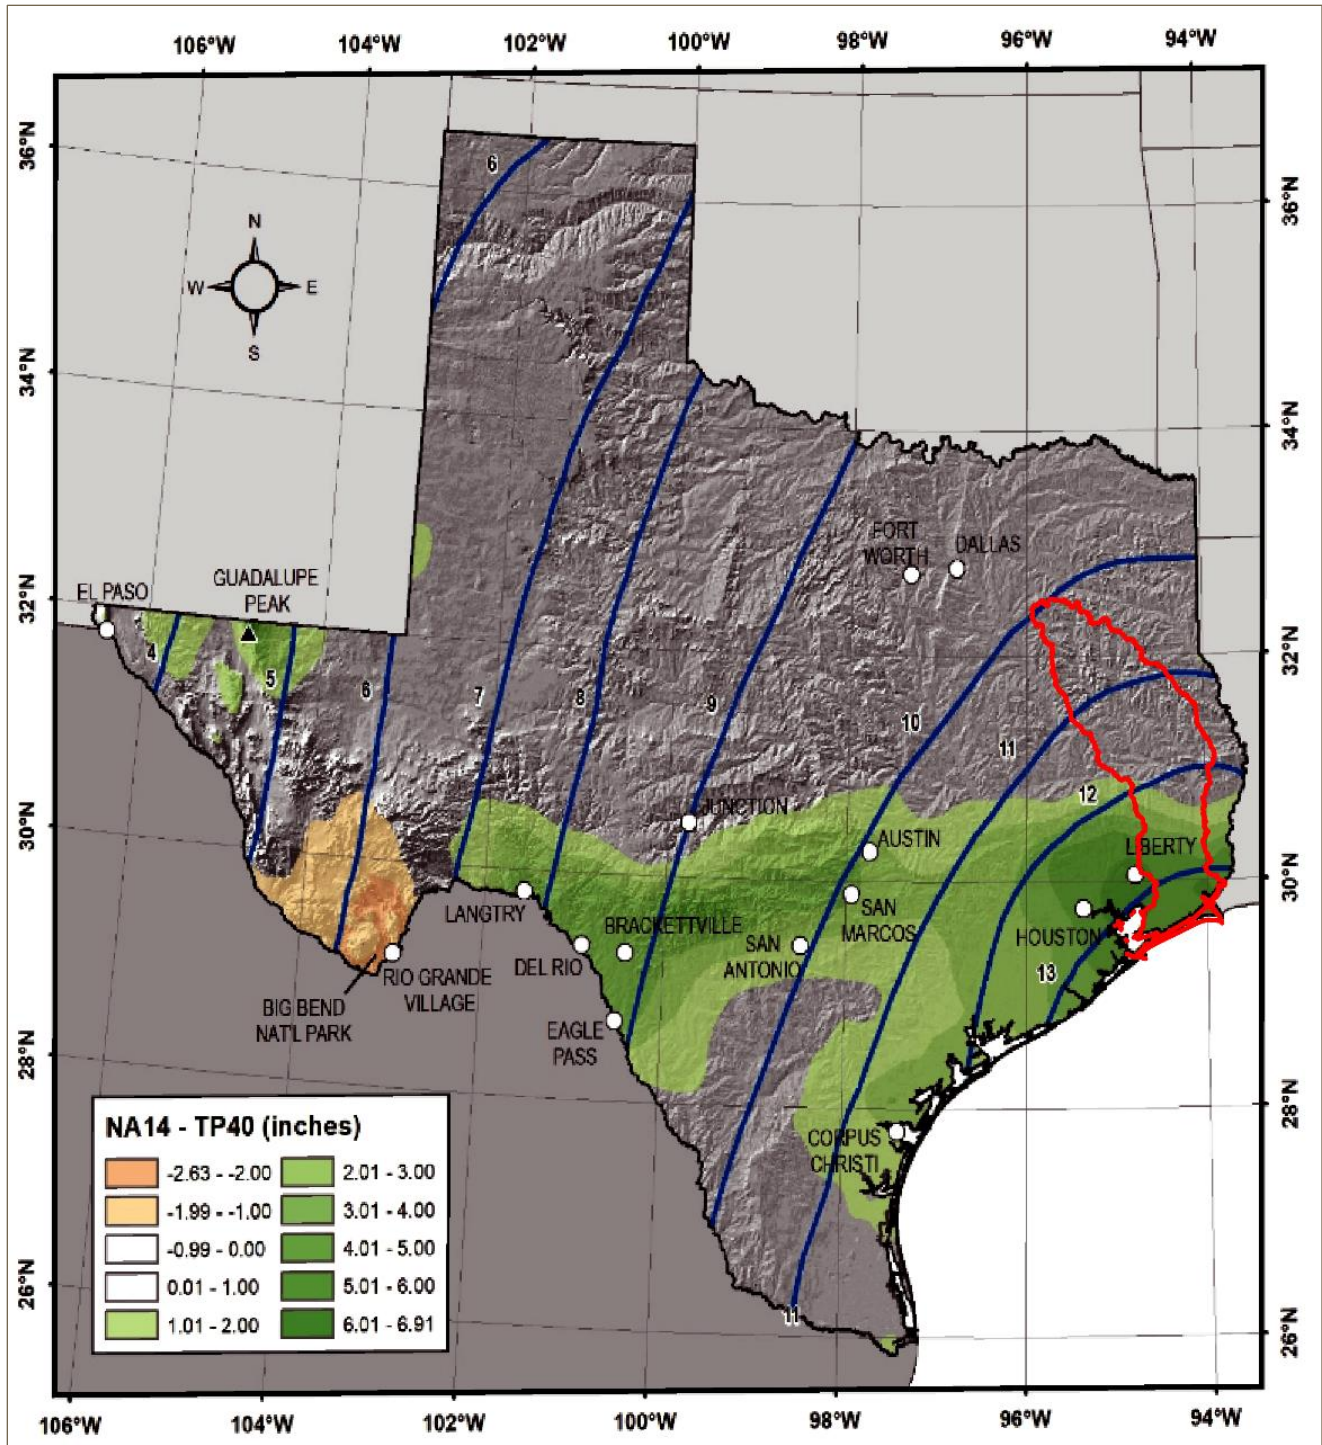 106°W 104°W 102°W 100°W 98°W 96°W 94°W
36°N
36°N
34°N
34°N
32°N
32°N
30°N
30°N
28°N
28°N
26°N
26°N
N
W E
S
6
FORT
WORTH
DALLAS
EL PASO
GUADALUPE
PEAK
4
5
6
7
8
9
10
11
12
13
11
JUNCTION
AUSTIN
LIBERTY
LANGTRY
BRACKETTVILLE
SAN
MARCOS
HOUSTON
DEL RIO
SAN
ANTONIO
RIO GRANDE
VILLAGE
BIG BEND
NAT'L PARK
EAGLE
PASS
CORPUS
CHRISTI
NA14 - TP40 (inches)
-2.63 - -2.00
-1.99 - -1.00
-0.99 - 0.00
0.01 - 1.00
1.01 - 2.00
2.01 - 3.00
3.01 - 4.00
4.01 - 5.00
5.01 - 6.00
6.01 - 6.91
106°W 104°W 102°W 100°W 98°W 96°W 94°W